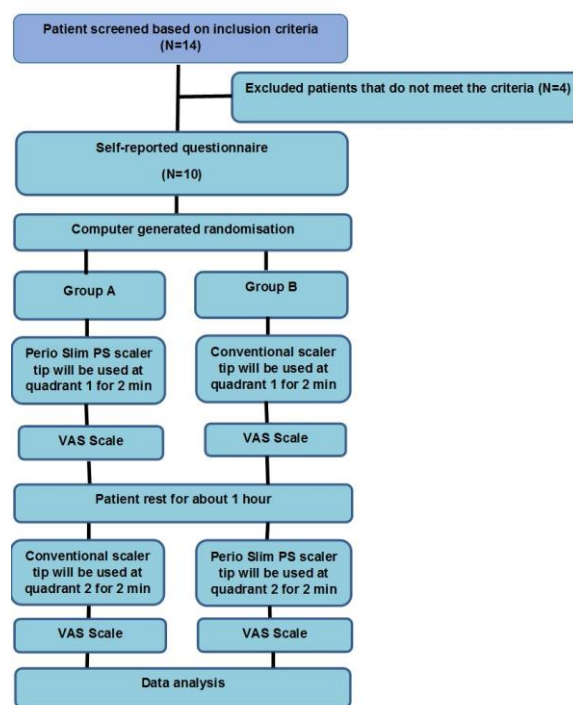 Patient screened based on inclusion criteria
(N=14)
Excluded patients that do not meet the criteria (N=4)
Self-reported questionnaire
(N=10)
Computer generated randomisation
Group A
Group B
Perio Slim PS scaler
tip will be used at
quadrant 1 for 2 min
Conventional scaler
tip will be used at
quadrant 1 for 2 min
VAS Scale
VAS Scale
Patient rest for about 1 hour
Conventional scaler
tip will be used at
quadrant 2 for 2 min
Perio Slim PS scaler
tip will be used at
quadrant 2 for 2 min
VAS Scale
VAS Scale
Data analysis